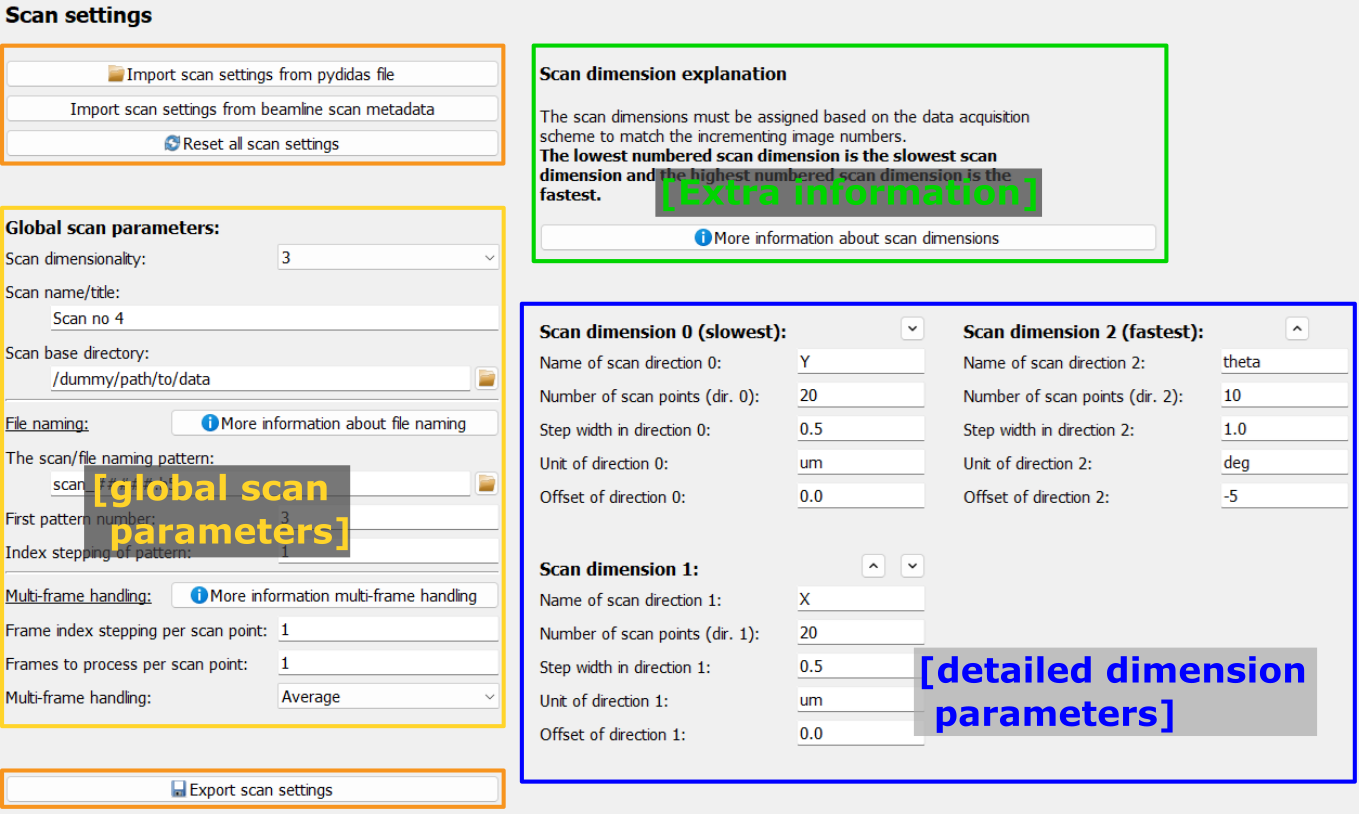 Scan settings
Import scan settings from pydidas file
Import scan settings from beamline scan metadata
Reset all scan settings
Global scan parameters:
Scan dimensionality: 3
Scan name/title:
Scan no 4
Scan base directory:
/dummy/path/to/data
File naming: More information about file naming
The scan/file naming pattern:
scan_
[global scan
parameters]
First pattern number: 3
Index stepping of pattern: 1
Multi-frame handling: More information multi-frame handling
Frame index stepping per scan point: 1
Frames to process per scan point: 1
Multi-frame handling: Average
Export scan settings
Scan dimension explanation
The scan dimensions must be assigned based on the data acquisition
scheme to match the incrementing image numbers.
The lowest numbered scan dimension is the slowest scan
dimension and the highest numbered scan dimension is the
fastest.
[Extra information]
More information about scan dimensions
Scan dimension 0 (slowest):
Name of scan direction 0: Y
Number of scan points (dir. 0): 20
Step width in direction 0: 0.5
Unit of direction 0: um
Offset of direction 0: 0.0
Scan dimension 1:
Name of scan direction 1: X
Number of scan points (dir. 1): 20
Step width in direction 1: 0.5
Unit of direction 1: um
Offset of direction 1: 0.0
Scan dimension 2 (fastest):
Name of scan direction 2: theta
Number of scan points (dir. 2): 10
Step width in direction 2: 1.0
Unit of direction 2: deg
Offset of direction 2: -5
[detailed dimension
parameters]